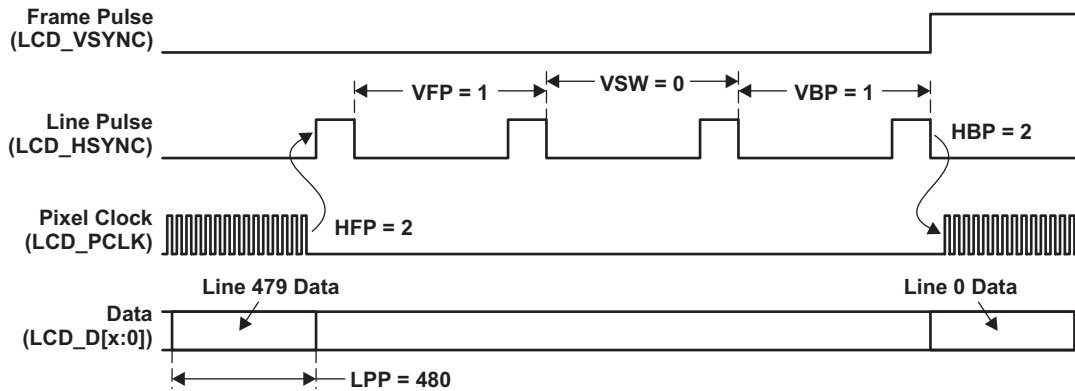 Frame Pulse
(LCD_VSYNC)
VFP = 1
VSW = 0
VBP = 1
Line Pulse
(LCD_HSYNC)
HBP = 2
Pixel Clock
(LCD_PCLK)
HFP = 2
Line 479 Data
Line 0 Data
Data
(LCD_D[x:0])
LPP = 480